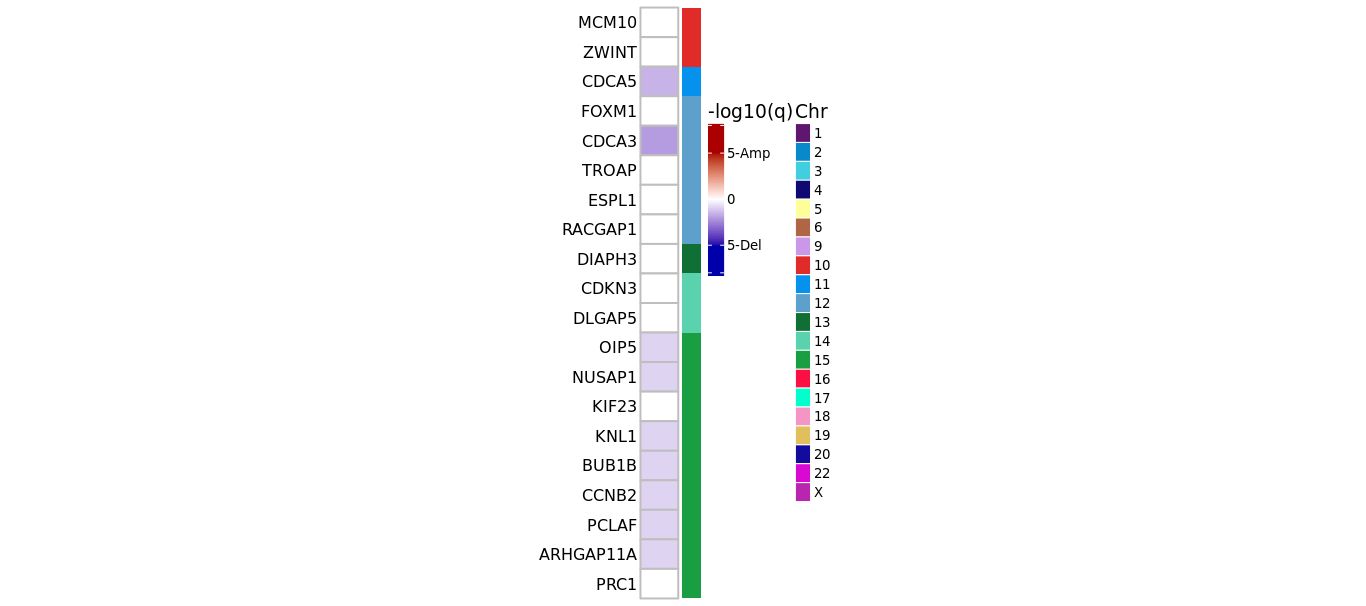 MCM10
ZWINT
CDCA5
FOXM1
CDCA3
TROAP
ESPL1
RACGAP1
DIAPH3
CDKN3
DLGAP5
OIP5
NUSAP1
KIF23
KNL1
BUB1B
CCNB2
PCLAF
ARHGAP11A
PRC1
-log10(q)
5-Amp
0
5-Del
Chr
1
2
3
4
5
6
9
10
11
12
13
14
15
16
17
18
19
20
22
X